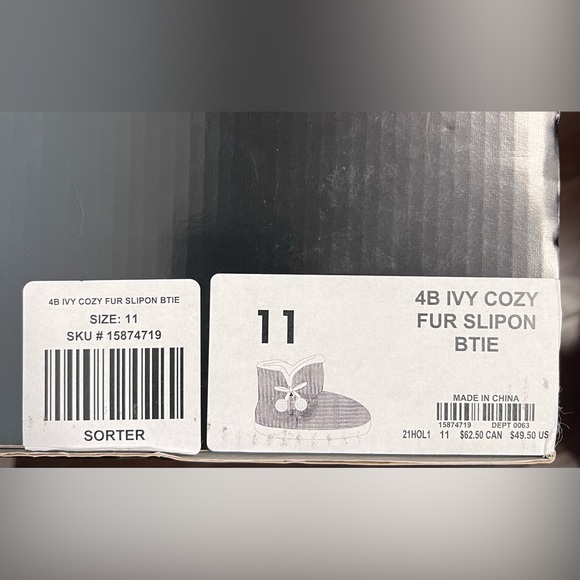 4B IVY COZY FUR SLIPON BTIE
SIZE: 11
SKU # 15874719
SORTER
11
4B IVY COZY
FUR SLIPON
BTIE
MADE IN CHINA
15874719 DEPT 0063
21HOL1 11 $62.50 CAN $49.50 US